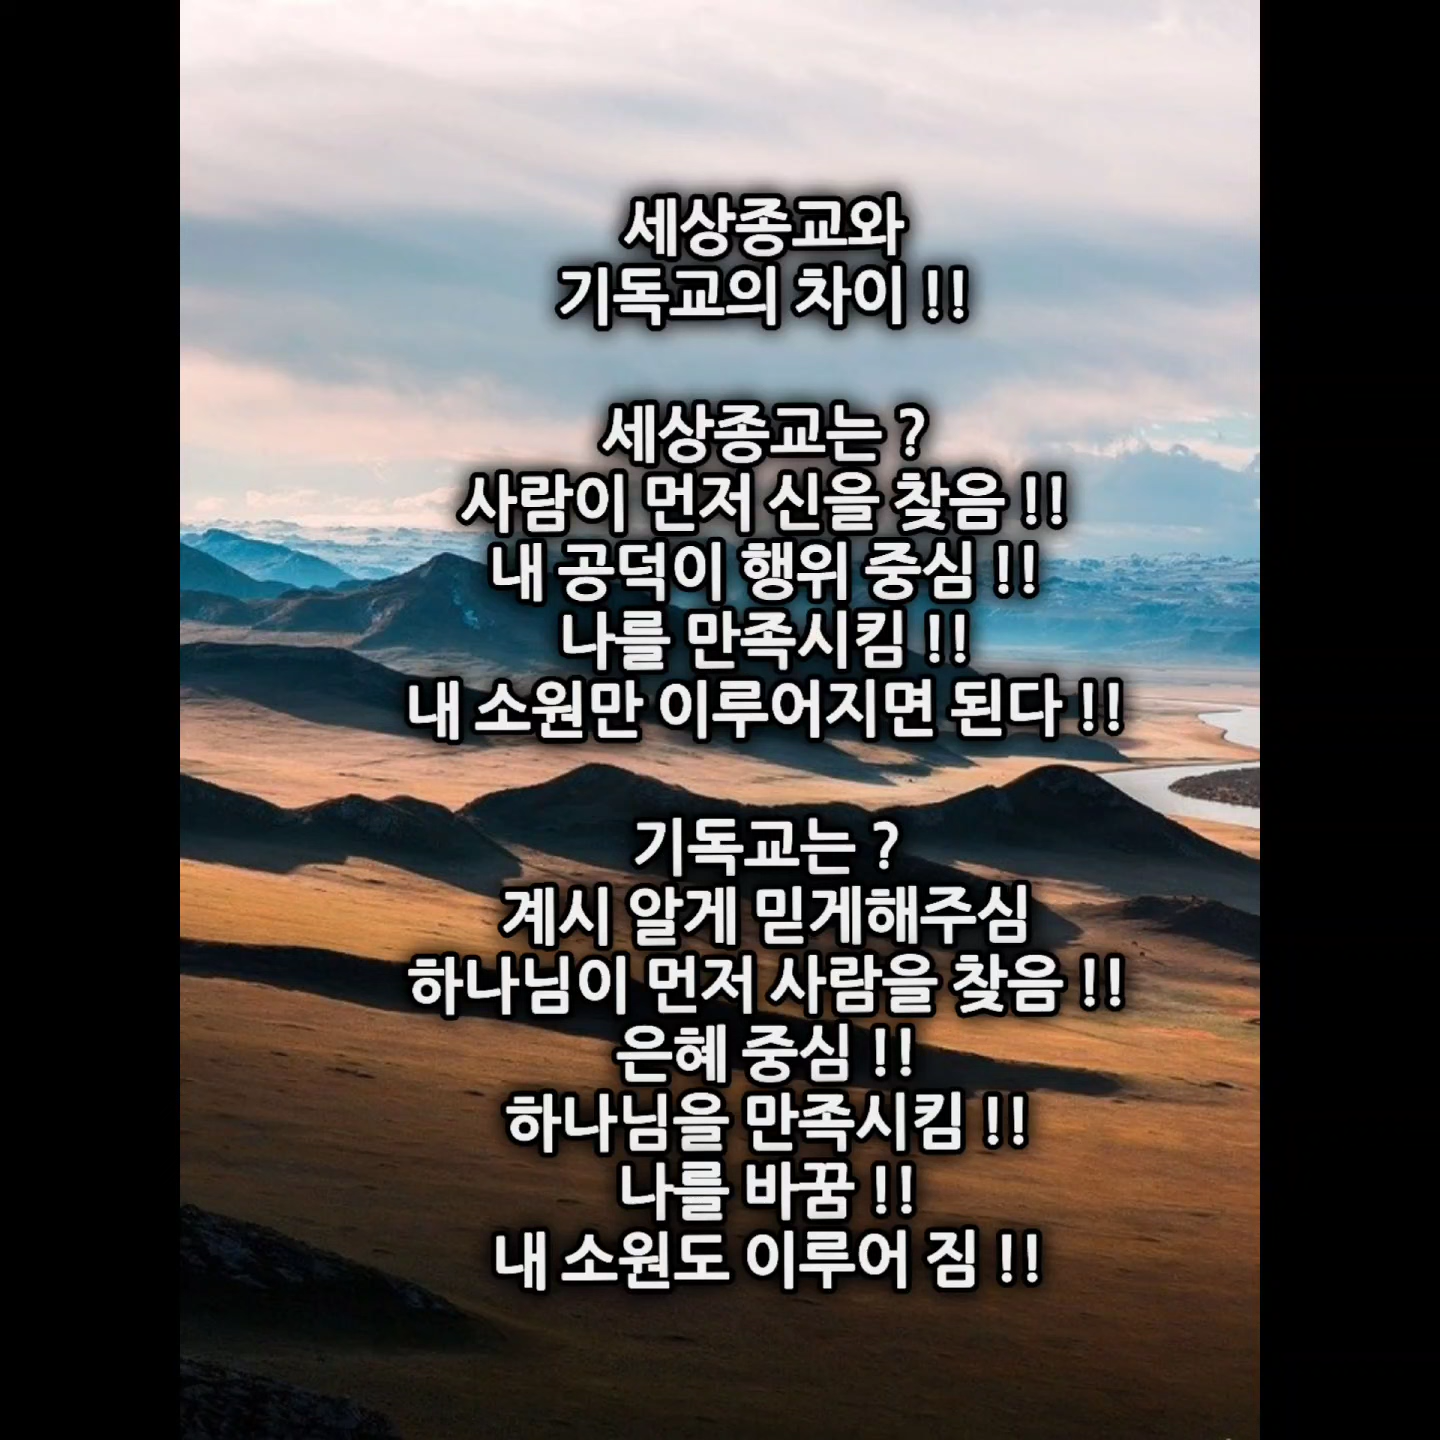 세상종교와
기독교의 차이 !!
세상종교는 ?
사람이 먼저 신을 찾음 !!
내 공덕이 행위 중심 !!
나를 만족시킴 !!
내 소원만 이루어지면 된다 !!
기독교는 ?
계시 알게 믿게해주심
하나님이 먼저 사람을 찾음 !!
은혜 중심 !!
하나님을 만족시킴 !!
나를 바꿈 !!
내 소원도 이루어 짐 !!